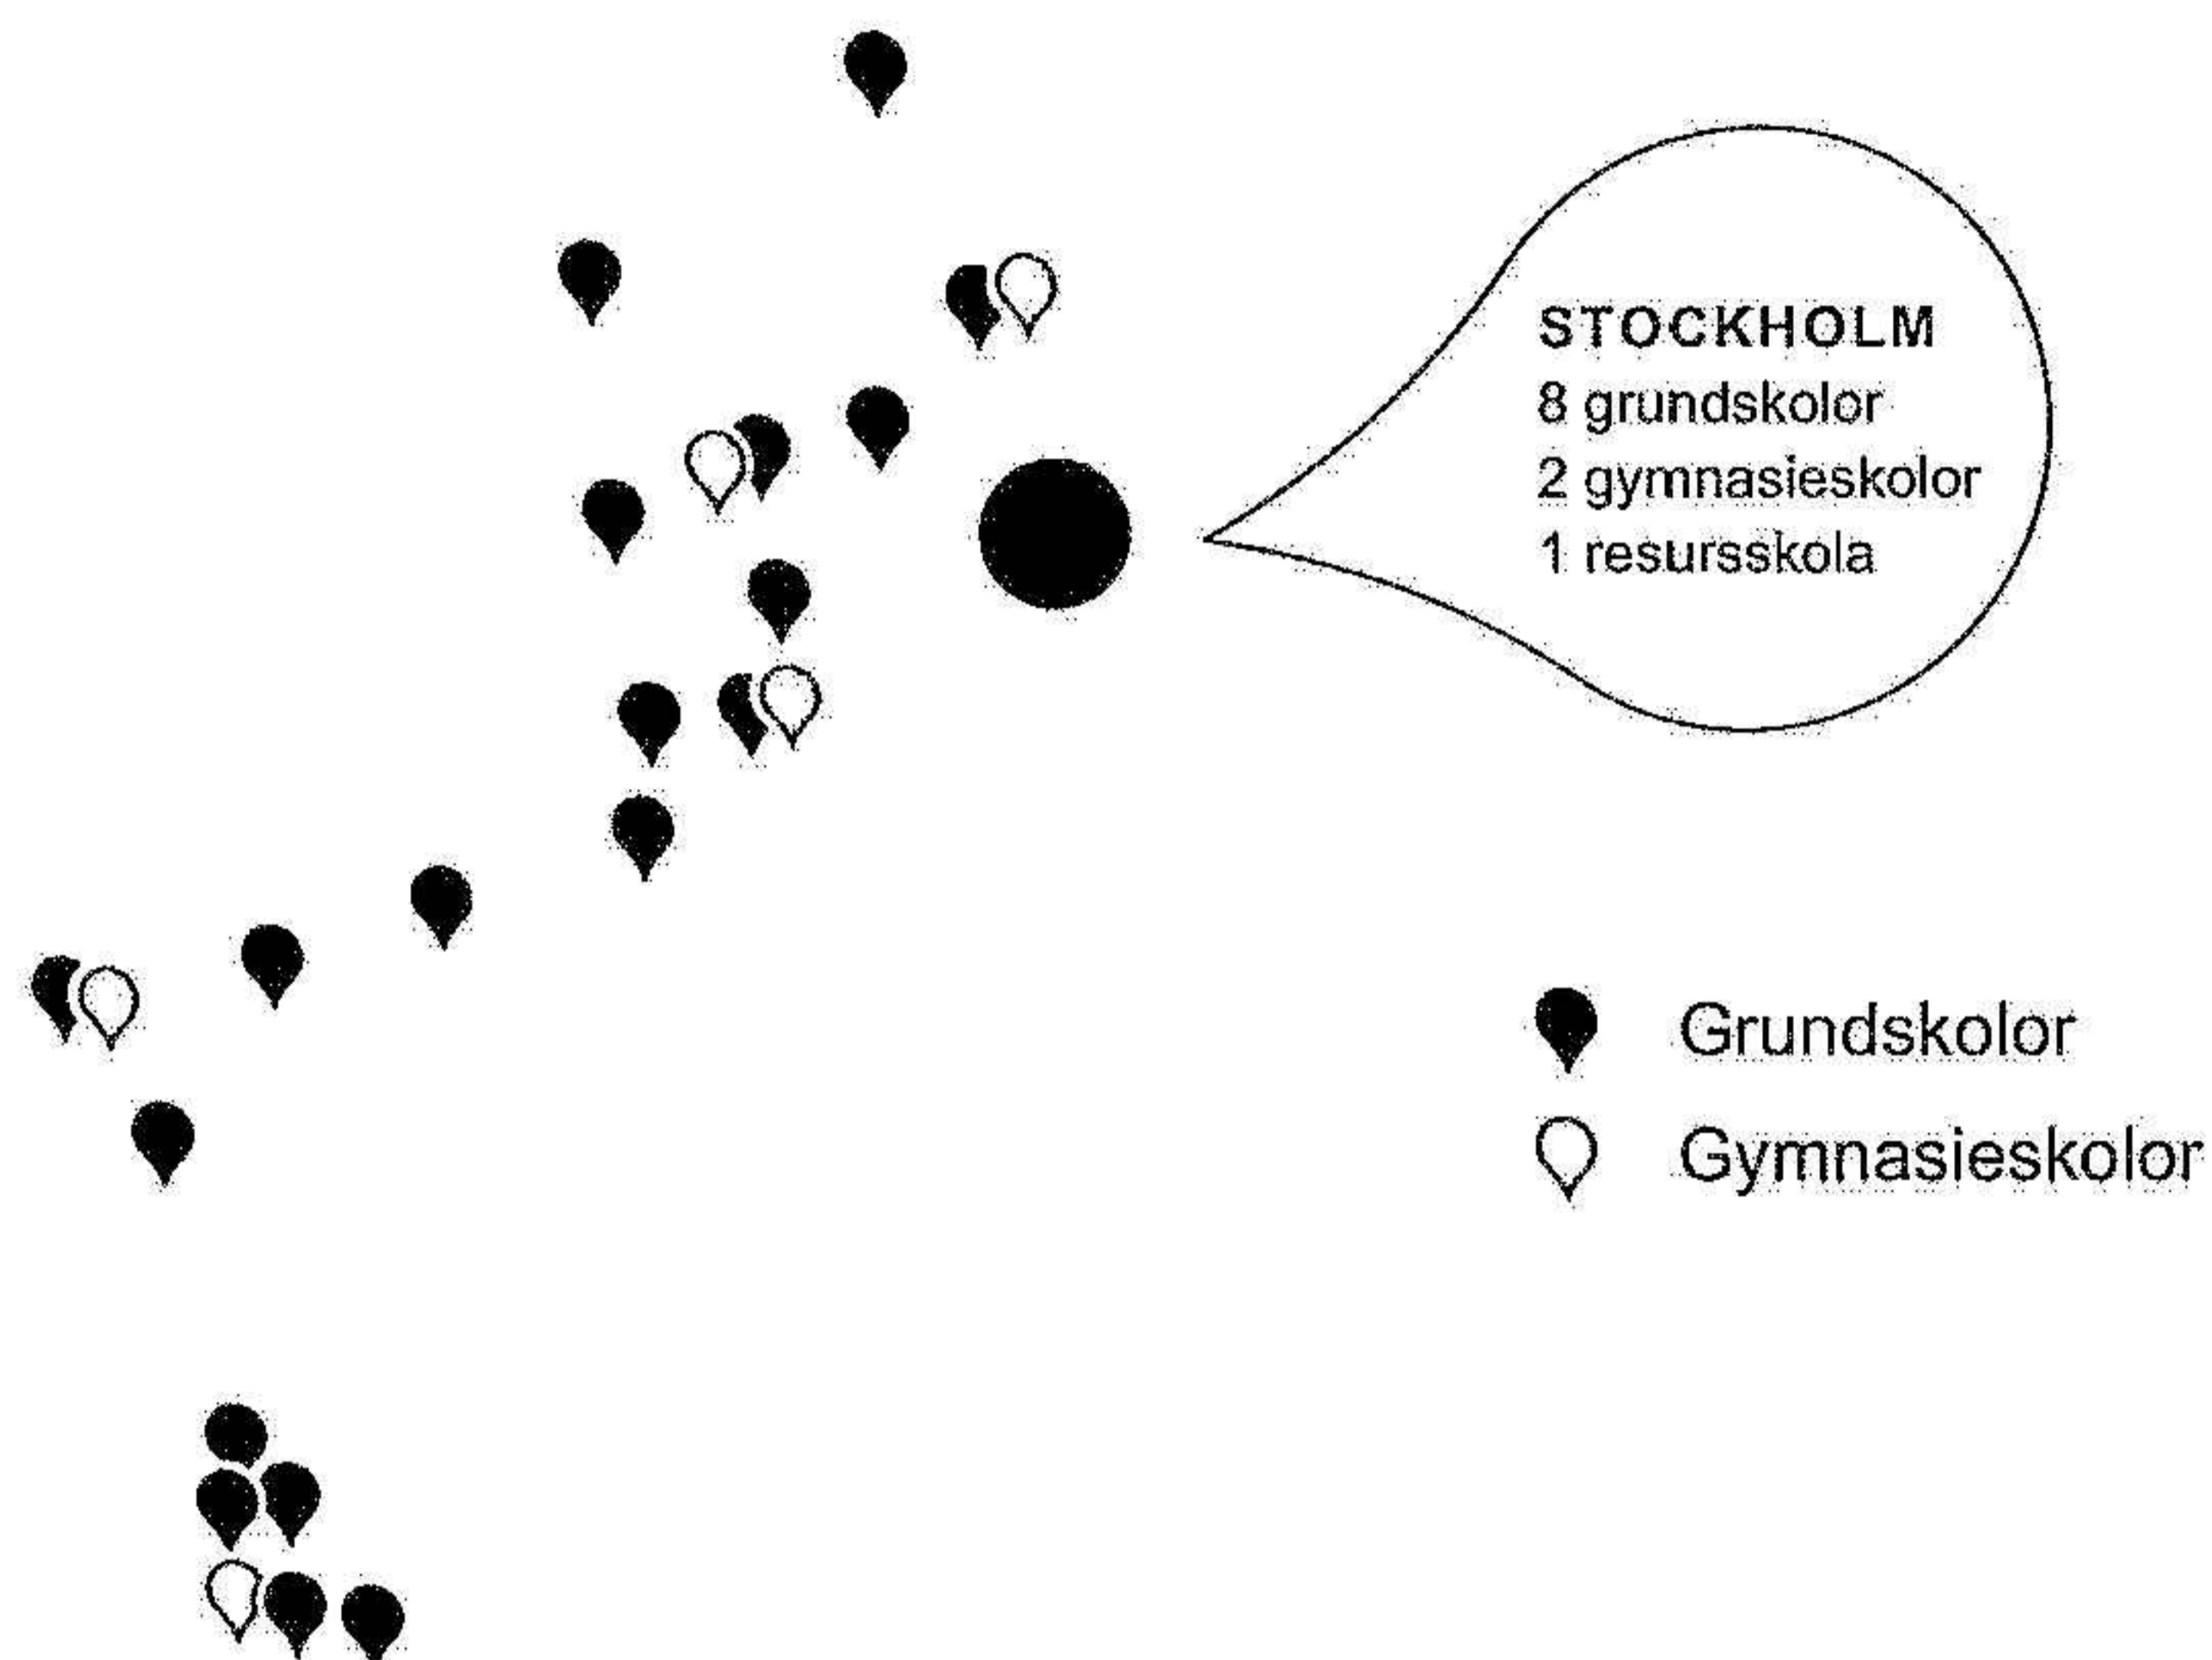 STOCKHOLM
8 grundskolor
2 gymnasieskolor
1 resursskola
Grundskolor
Gymnasieskolor